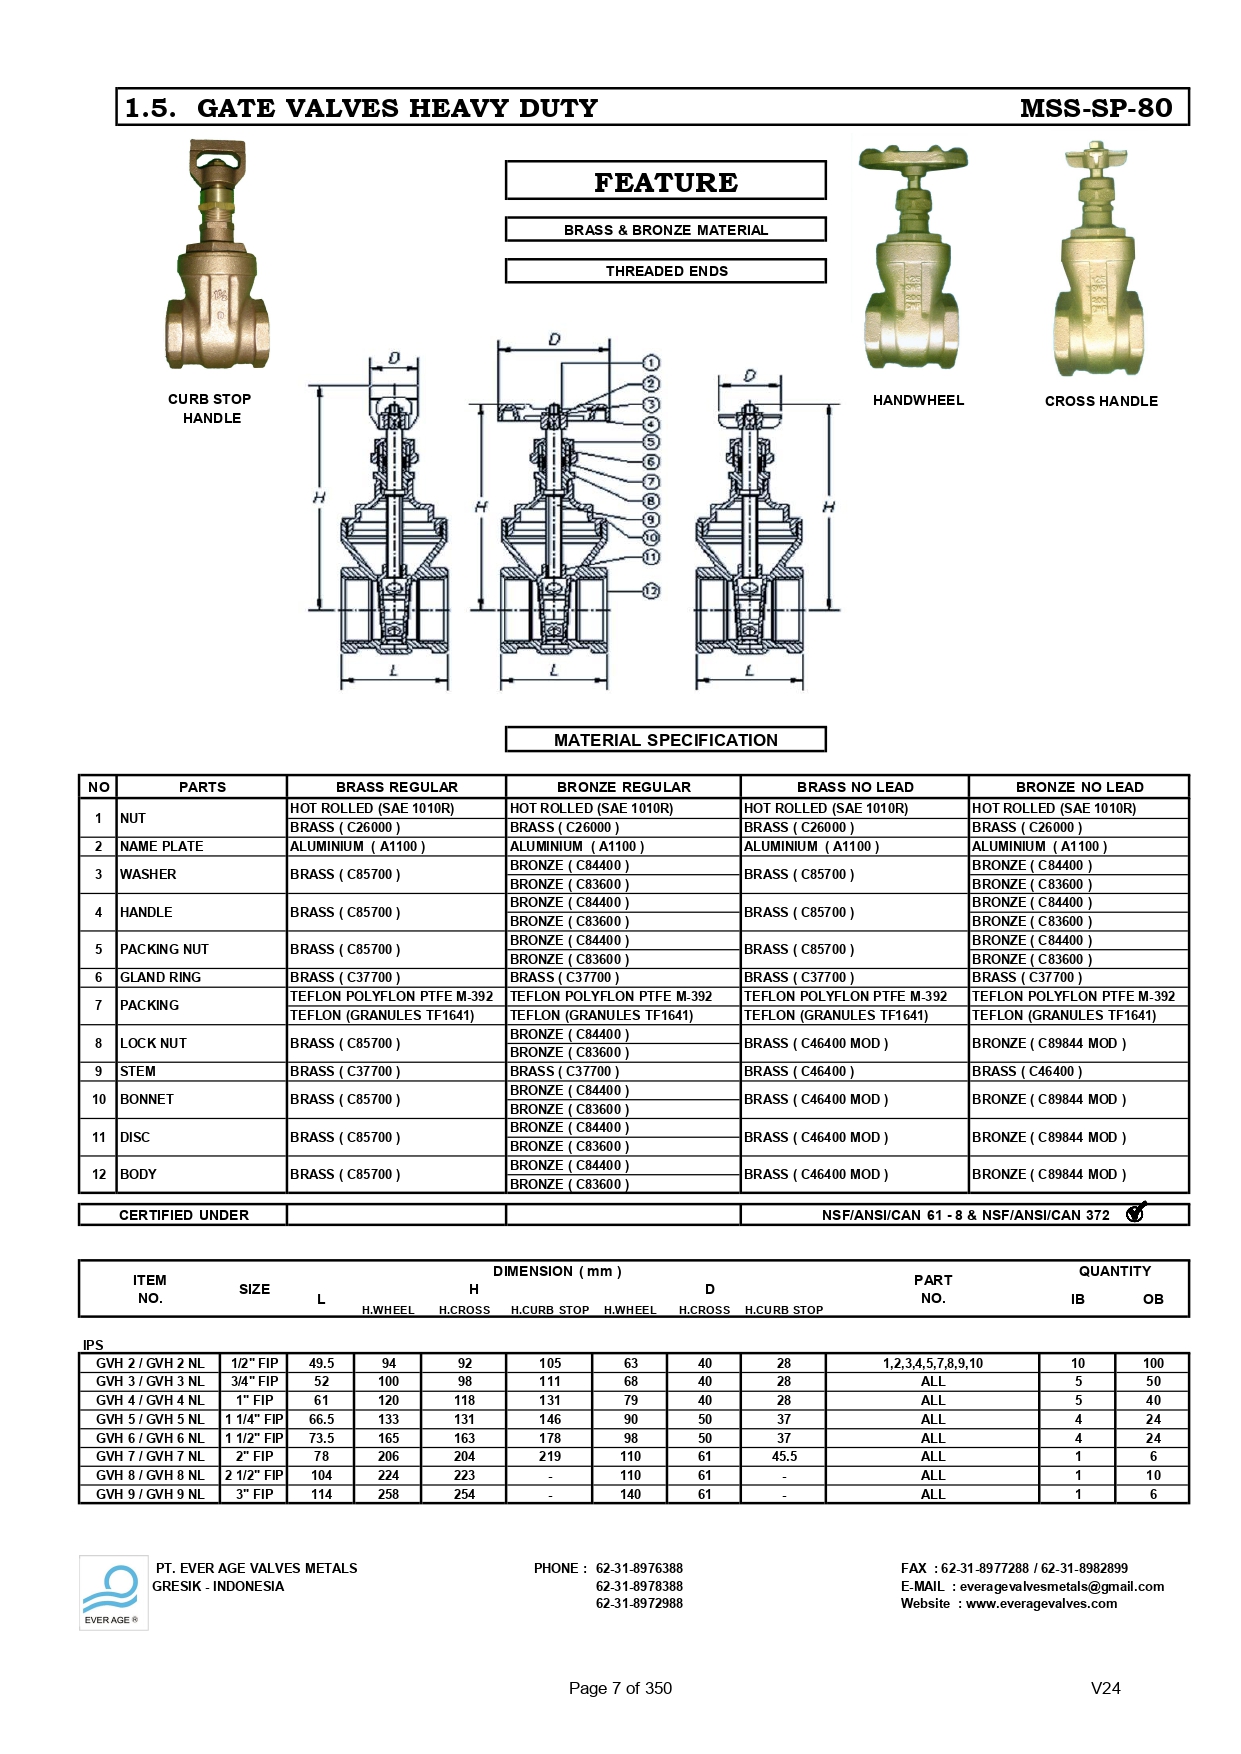 1.5. GATE VALVES HEAVY DUTY MSS-SP-80
FEATURE
BRASS & BRONZE MATERIAL
THREADED ENDS
CURB STOP
HANDLE
HANDWHEEL
CROSS HANDLE
D
D
D
1
2
3
4
5
6
7
8
9
10
11
12
H
H
H
L
L
L
MATERIAL SPECIFICATION
NO PARTS BRASS REGULAR BRONZE REGULAR BRASS NO LEAD BRONZE NO LEAD
1 NUT HOT ROLLED (SAE 1010R) HOT ROLLED (SAE 1010R) HOT ROLLED (SAE 1010R) HOT ROLLED (SAE 1010R)
BRASS ( C26000 ) BRASS ( C26000 ) BRASS ( C26000 ) BRASS ( C26000 )
2 NAME PLATE ALUMINIUM ( A1100 ) ALUMINIUM ( A1100 ) ALUMINIUM ( A1100 ) ALUMINIUM ( A1100 )
3 WASHER BRASS ( C85700 ) BRONZE ( C84400 ) BRASS ( C85700 ) BRONZE ( C84400 )
BRONZE ( C83600 ) BRONZE ( C83600 )
4 HANDLE BRASS ( C85700 ) BRONZE ( C84400 ) BRASS ( C85700 ) BRONZE ( C84400 )
BRONZE ( C83600 ) BRONZE ( C83600 )
5 PACKING NUT BRASS ( C85700 ) BRONZE ( C84400 ) BRASS ( C85700 ) BRONZE ( C84400 )
BRONZE ( C83600 ) BRONZE ( C83600 )
6 GLAND RING BRASS ( C37700 ) BRASS ( C37700 ) BRASS ( C37700 ) BRASS ( C37700 )
7 PACKING TEFLON POLYFLON PTFE M-392 TEFLON POLYFLON PTFE M-392 TEFLON POLYFLON PTFE M-392 TEFLON POLYFLON PTFE M-392
TEFLON (GRANULES TF1641) TEFLON (GRANULES TF1641) TEFLON (GRANULES TF1641) TEFLON (GRANULES TF1641)
8 LOCK NUT BRASS ( C85700 ) BRONZE ( C84400 ) BRASS ( C46400 MOD ) BRONZE ( C89844 MOD )
BRONZE ( C83600 )
9 STEM BRASS ( C37700 ) BRASS ( C37700 ) BRASS ( C46400 ) BRASS ( C46400 )
10 BONNET BRASS ( C85700 ) BRONZE ( C84400 ) BRASS ( C46400 MOD ) BRONZE ( C89844 MOD )
BRONZE ( C83600 )
11 DISC BRASS ( C85700 ) BRONZE ( C84400 ) BRASS ( C46400 MOD ) BRONZE ( C89844 MOD )
BRONZE ( C83600 )
12 BODY BRASS ( C85700 ) BRONZE ( C84400 ) BRASS ( C46400 MOD ) BRONZE ( C89844 MOD )
BRONZE ( C83600 )
CERTIFIED UNDER NSF/ANSI/CAN 61 - 8 & NSF/ANSI/CAN 372
ITEM NO. SIZE DIMENSION ( mm ) PART NO. QUANTITY
L H D IB OB
H.WHEEL H.CROSS H.CURB STOP H.WHEEL H.CROSS H.CURB STOP
IPS
GVH 2 / GVH 2 NL 1/2" FIP 49.5 94 92 105 63 40 28 1,2,3,4,5,7,8,9,10 10 100
GVH 3 / GVH 3 NL 3/4" FIP 52 100 98 111 68 40 28 ALL 5 50
GVH 4 / GVH 4 NL 1" FIP 61 120 118 131 79 40 28 ALL 5 40
GVH 5 / GVH 5 NL 1 1/4" FIP 66.5 133 131 146 90 50 37 ALL 4 24
GVH 6 / GVH 6 NL 1 1/2" FIP 73.5 165 163 178 98 50 37 ALL 4 24
GVH 7 / GVH 7 NL 2" FIP 78 206 204 219 110 61 45.5 ALL 1 6
GVH 8 / GVH 8 NL 2 1/2" FIP 104 224 223 - 110 61 - ALL 1 10
GVH 9 / GVH 9 NL 3" FIP 114 258 254 - 140 61 - ALL 1 6
PT. EVER AGE VALVES METALS PHONE : 62-31-8976388 FAX : 62-31-8977288 / 62-31-8982899
GRESIK - INDONESIA 62-31-8978388 E-MAIL : everagevalvesmetals@gmail.com
62-31-8972988 Website : www.everagevalves.com
EVER AGE ®
Page 7 of 350 V24